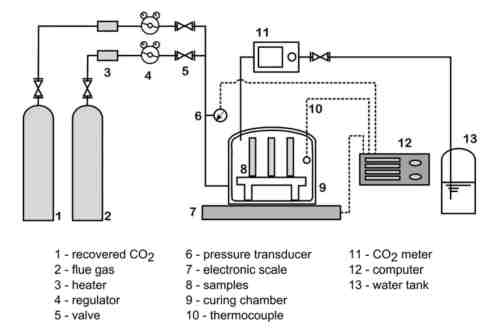 11
3
4
5
6
10
12
13
8
9
1
2
7
1 - recovered CO2
2 - flue gas
3 - heater
4 - regulator
5 - valve
6 - pressure transducer
7 - electronic scale
8 - samples
9 - curing chamber
10 - thermocouple
11 - CO2 meter
12 - computer
13 - water tank